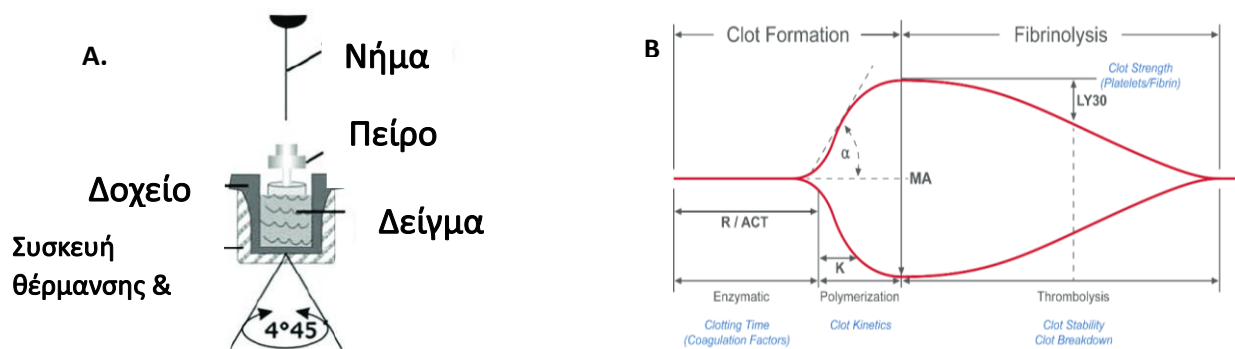 A.
Νήμα
Πείρο
Δοχείο
Δείγμα
Συσκευή
θέρμανσης &
4°45
B
Clot Formation
Fibrinolysis
Clot Strength
(Platelets/Fibrin)
LY30
α
MA
R / ACT
K
Enzymatic
Polymerization
Thrombolysis
Clotting Time
(Coagulation Factors)
Clot Kinetics
Clot Stability
Clot Breakdown